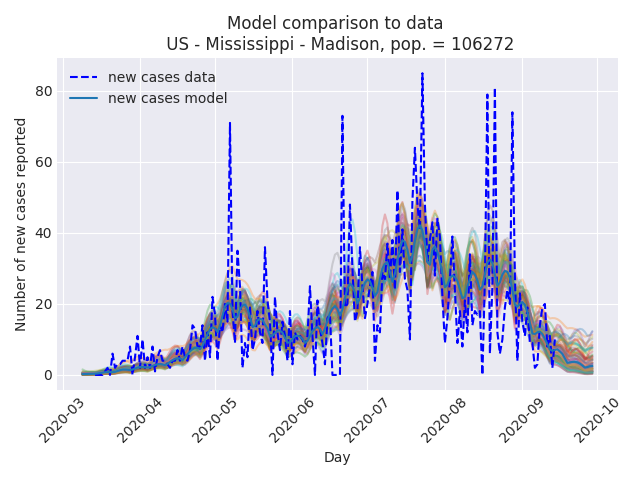 Model comparison to data
US - Mississippi - Madison, pop. = 106272
new cases data
new cases model
Number of new cases reported
80
60
40
20
0
2020-03
2020-04
2020-05
2020-06
2020-07
2020-08
2020-09
2020-10
Day